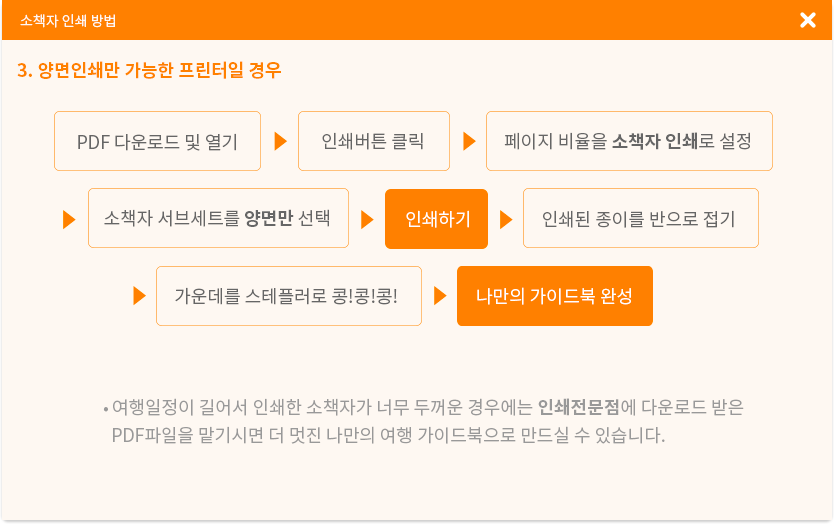 소책자 인쇄 방법
3. 양면인쇄만 가능한 프린터일 경우
PDF 다운로드 및 열기
인쇄버튼 클릭
페이지 비율을 소책자 인쇄로 설정
소책자 서브세트를 양면만 선택
인쇄하기
인쇄된 종이를 반으로 접기
가운데를 스테플러로 콩!콩!콩!
나만의 가이드북 완성
• 여행일정이 길어서 인쇄한 소책자가 너무 두꺼운 경우에는 인쇄전문점에 다운로드 받은
PDF파일을 맡기시면 더 멋진 나만의 여행 가이드북으로 만드실 수 있습니다.